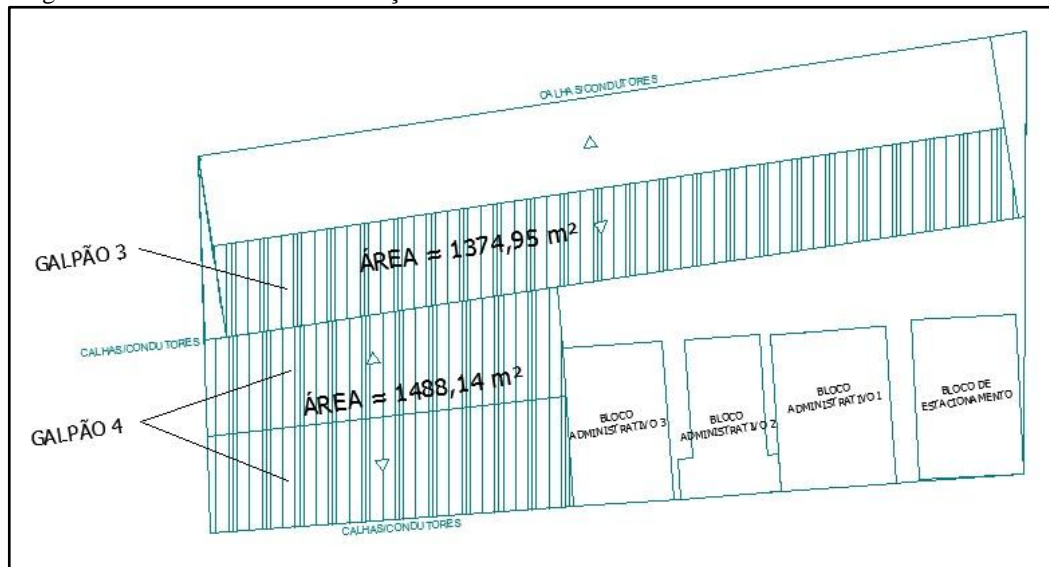 CALHAS/CONDUTORES
GALPÃO 3
ÁREA = 1374,95 m²
CALHAS/CONDUTORES
ÁREA = 1488,14 m²
GALPÃO 4
CALHAS/CONDUTORES
BLOCO
ADMINISTRATIVO 3
BLOCO
ADMINISTRATIVO 2
BLOCO
ADMINISTRATIVO 1
BLOCO DE
ESTACIONAMENTO